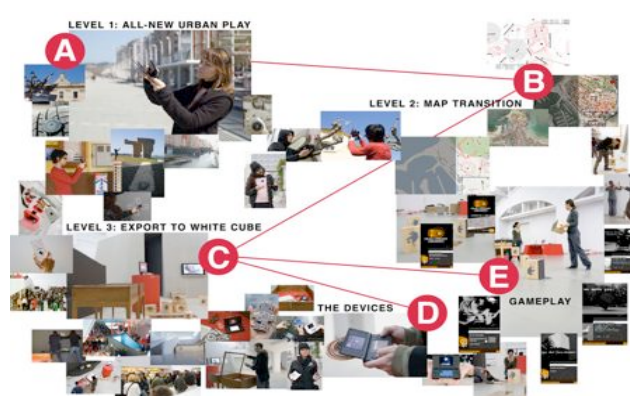 LEVEL 1: ALL-NEW URBAN PLAY
A
B
LEVEL 2: MAP TRANSITION
LEVEL 3: EXPORT TO WHITE CUBE
C
E
THE DEVICES
D
GAMEPLAY